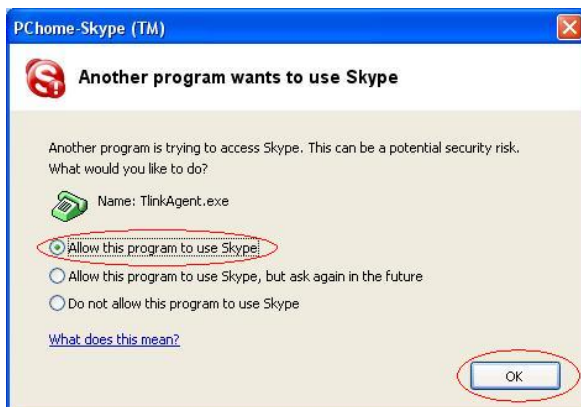 PChome-Skype (TM)
Another program wants to use Skype
Another program is trying to access Skype. This can be a potential security risk.
What would you like to do?
Name: TlinkAgent.exe
Allow this program to use Skype
Allow this program to use Skype, but ask again in the future
Do not allow this program to use Skype
What does this mean?
OK